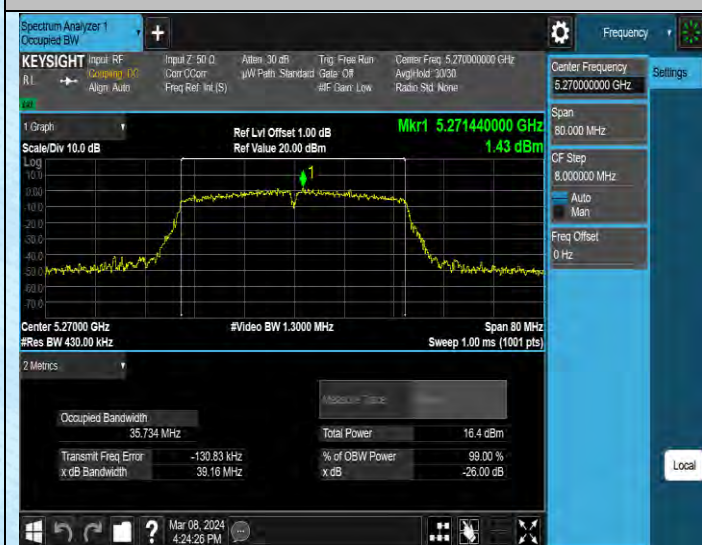 Spectrum Analyzer 1
Occupied BW
+
Frequency
KEYSIGHT
Input: RF
Coupling: DC
Align: Auto
Input Z: 50 Ω
Corr CCorr
Freq Ref: Int (S)
Atten: 30 dB
µW Path: Standard
Trig: Free Run
Gate: Off
#IF Gain: Low
Center Freq: 5.270000000 GHz
Avg|Hold: 30/30
Radio Std: None
Center Frequency
5.270000000 GHz
Settings
Span
80.000 MHz
CF Step
8.000000 MHz
Auto
Man
Freq Offset
0 Hz
1 Graph
Scale/Div 10.0 dB
Ref Lvl Offset 1.00 dB
Ref Value 20.00 dBm
Mkr1 5.271440000 GHz
1.43 dBm
Log
10.0
0.00
-10.0
-20.0
-30.0
-40.0
-50.0
-60.0
-70.0
1
Center 5.27000 GHz
#Res BW 430.00 kHz
#Video BW 1.3000 MHz
Span 80 MHz
Sweep 1.00 ms (1001 pts)
2 Metrics
Measure Trace
Occupied Bandwidth
35.734 MHz
Total Power 16.4 dBm
Transmit Freq Error -130.83 kHz
% of OBW Power 99.00 %
x dB Bandwidth 39.16 MHz
x dB -26.00 dB
Local
?
Mar 08, 2024
4:24:26 PM